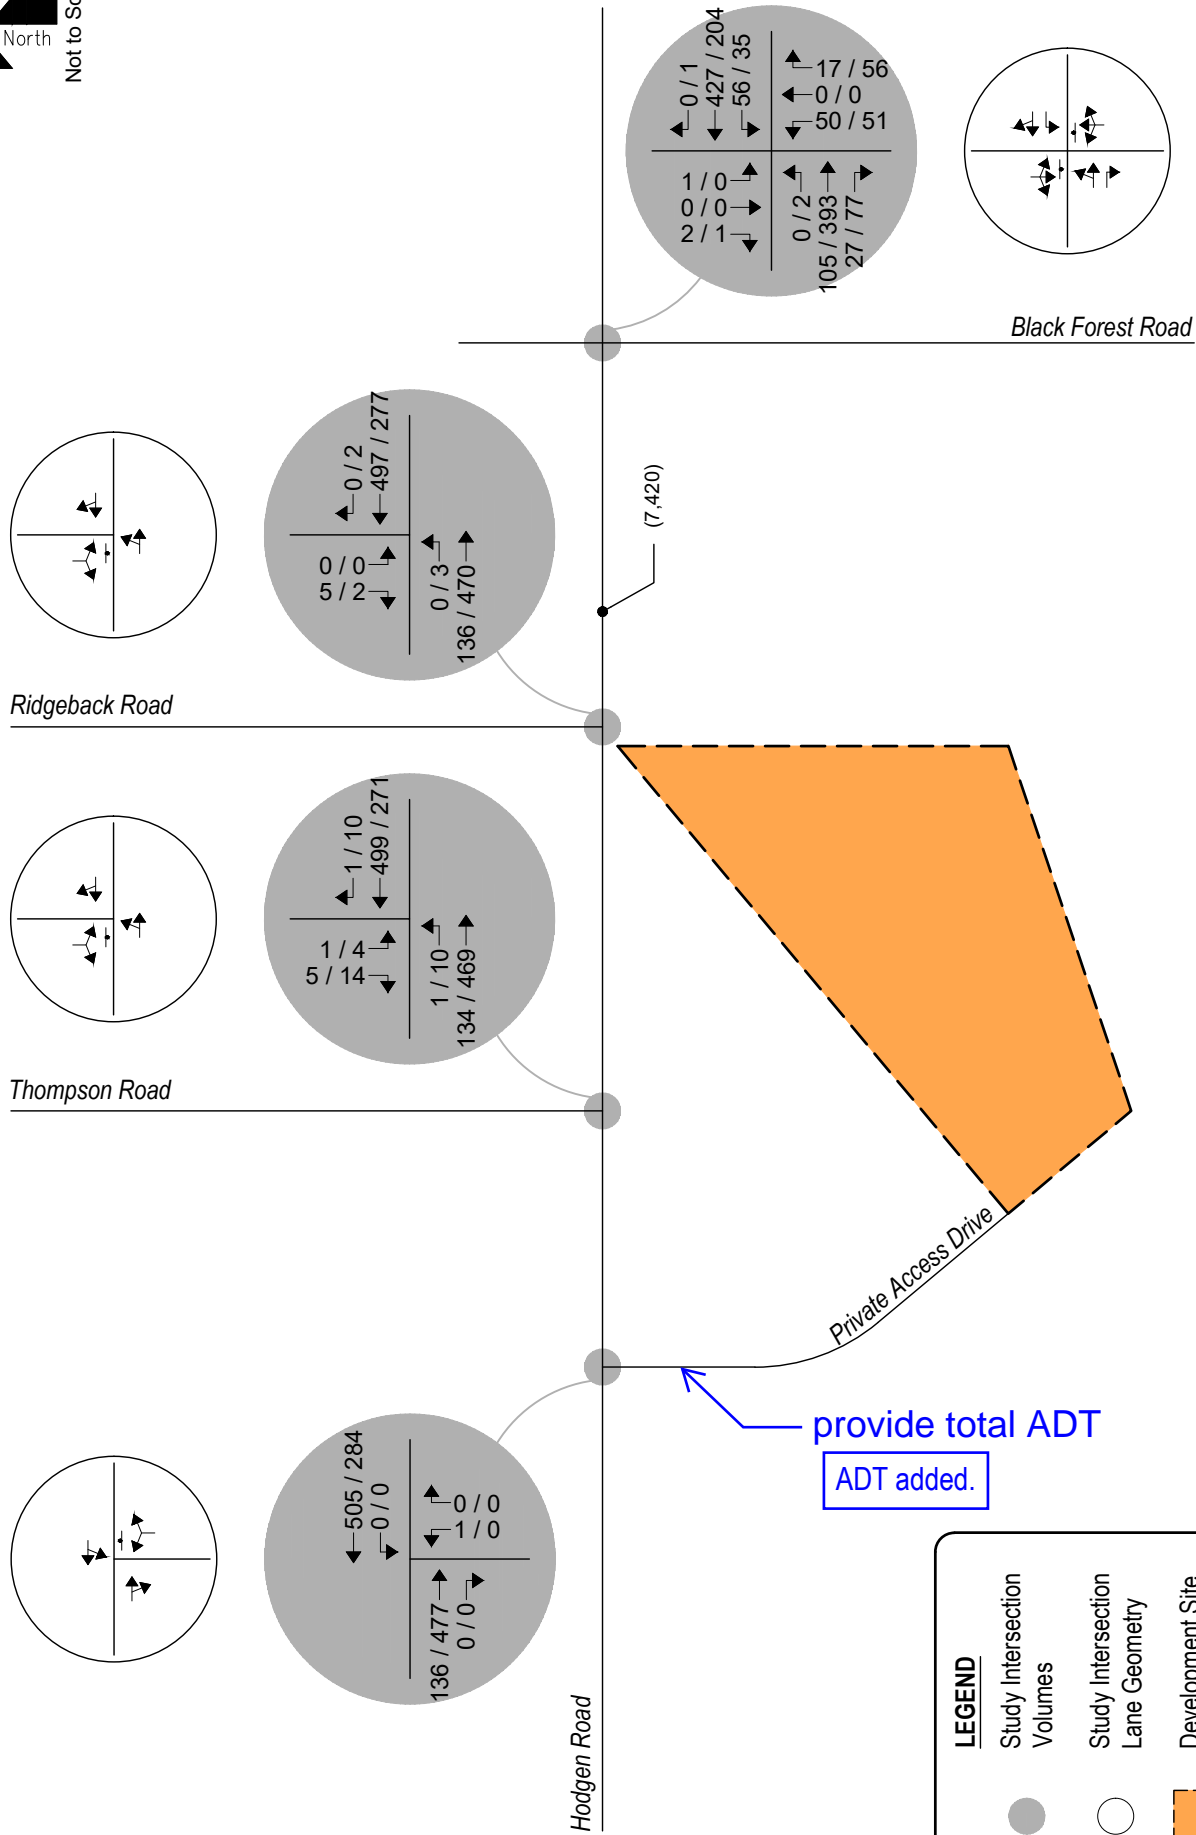 North
Not to Sc
0 / 1
427 / 204
56 / 35
17 / 56
0 / 0
50 / 51
1 / 0
0 / 0
2 / 1
0 / 2
105 / 393
27 / 77
Black Forest Road
0 / 2
497 / 277
0 / 0
5 / 2
0 / 3
136 / 470
(7,420)
Ridgeback Road
1 / 10
499 / 271
1 / 4
5 / 14
1 / 10
134 / 469
Thompson Road
Private Access Drive
provide total ADT
ADT added.
505 / 284
0 / 0
0 / 0
1 / 0
136 / 477
0 / 0
Hodgen Road
LEGEND
Study Intersection
Volumes
Study Intersection
Lane Geometry
Development Site